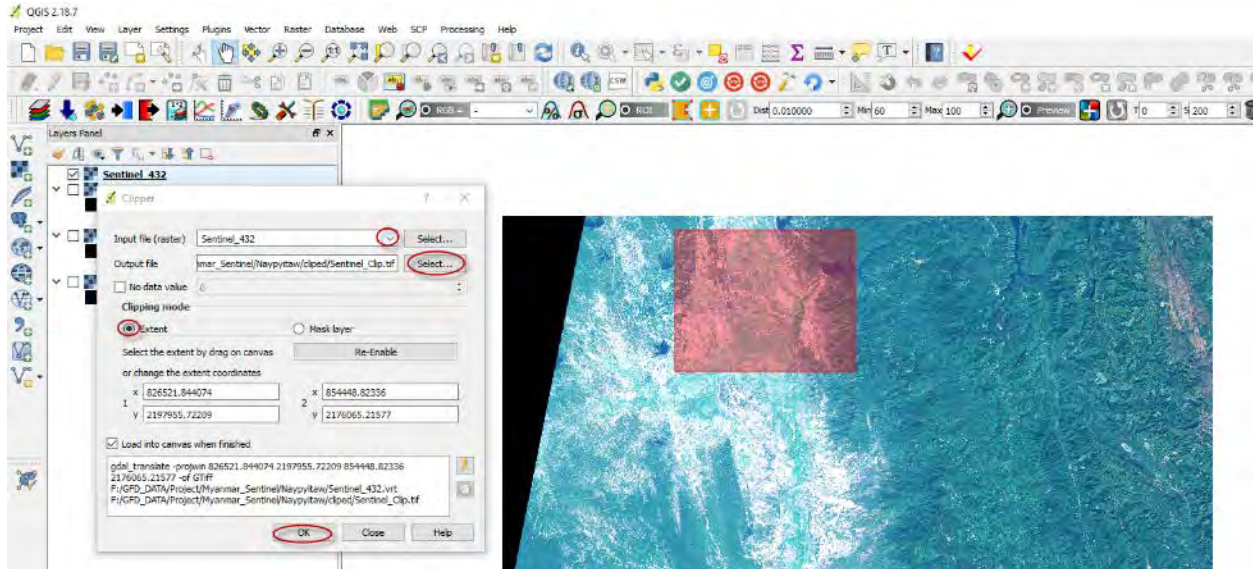 QGIS 2.18.7
Project Edit View Layer Settings Plugins Vector Raster Database Web SCP Processing Help
RGB = - ROI Dist 0.010000 Min 60 Max 100 Preview T 0 S 200
Layers Panel
Sentinel_432
Clipper ? ×
Input file (raster) Sentinel_432 Select...
Output file mar_Sentinel/Naypyitaw/cliped/Sentinel_Clip.tif Select...
No data value 0
Clipping mode
Extent Mask layer
Select the extent by drag on canvas Re-Enable
or change the extent coordinates
1 x 826521.844074 2 x 854448.82336
y 2197955.72209 y 2176065.21577
Load into canvas when finished
gdal_translate -projwin 826521.844074 2197955.72209 854448.82336
2176065.21577 -of GTiff
F:/GFD_DATA/Project/Myanmar_Sentinel/Naypyitaw/Sentinel_432.vrt
F:/GFD_DATA/Project/Myanmar_Sentinel/Naypyitaw/cliped/Sentinel_Clip.tif
OK Close Help